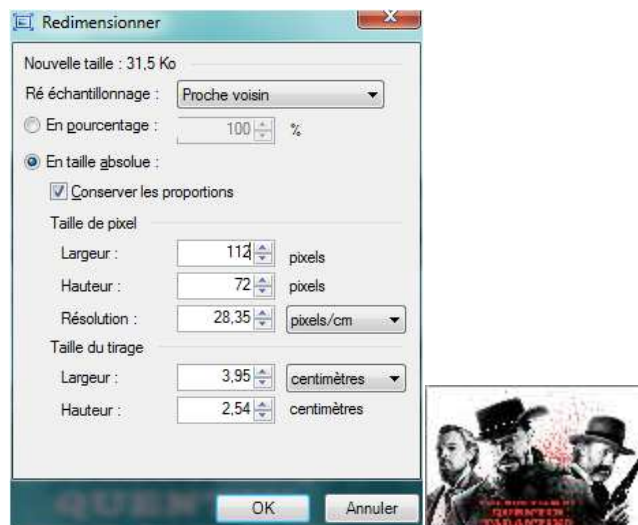 Redimensionner
Nouvelle taille : 31,5 Ko
Ré échantillonnage : Proche voisin
En pourcentage : 100 %
En taille absolue :
Conserver les proportions
Taille de pixel
Largeur : 112 pixels
Hauteur : 72 pixels
Résolution : 28,35 pixels/cm
Taille du tirage
Largeur : 3,95 centimètres
Hauteur : 2,54 centimètres
OK Annuler
QUENTIN